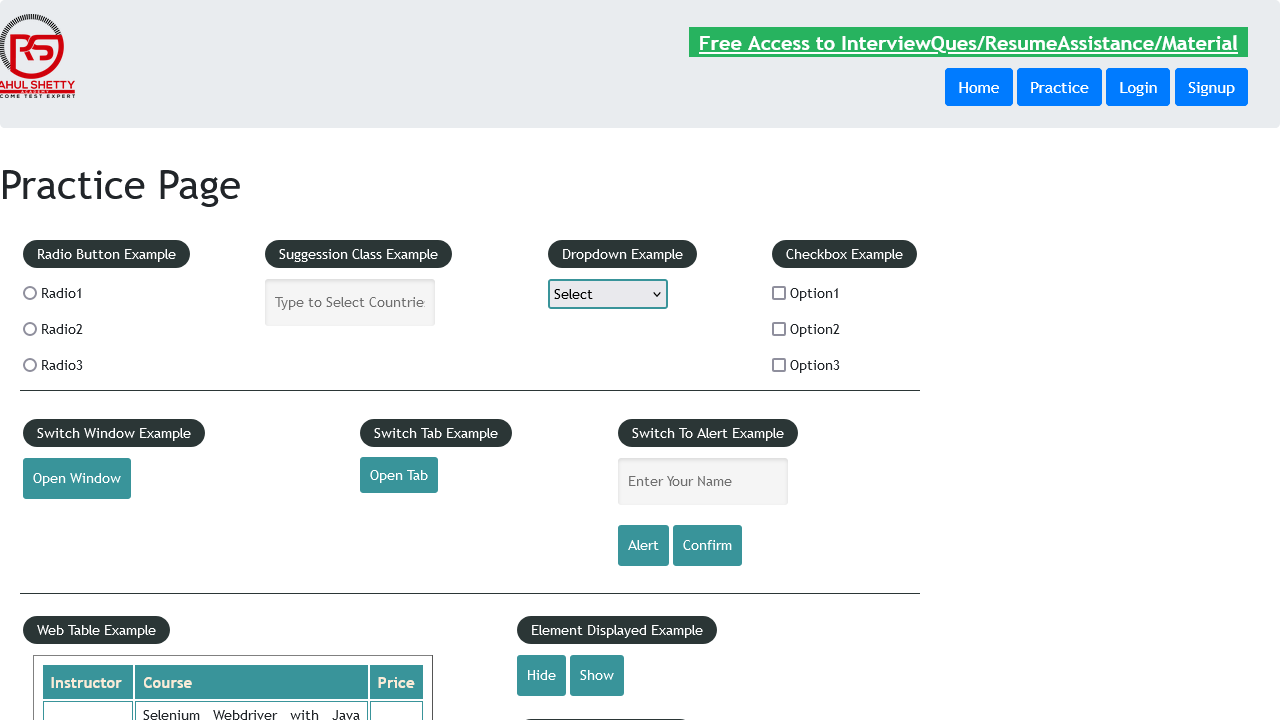 RS
AHUL SHETTY
ACADEMY
COME TEST EXPERT
Free Access to InterviewQues/ResumeAssistance/Material
Home Practice Login Signup
Practice Page
Radio Button Example
Radio1
Radio2
Radio3
Suggession Class Example
Type to Select Countrie
Dropdown Example
Select
Checkbox Example
Option1
Option2
Option3
Switch Window Example
Open Window
Switch Tab Example
Open Tab
Switch To Alert Example
Enter Your Name
Alert Confirm
Web Table Example
Instructor Course Price
Selenium Webdriver with Java
Element Displayed Example
Hide Show